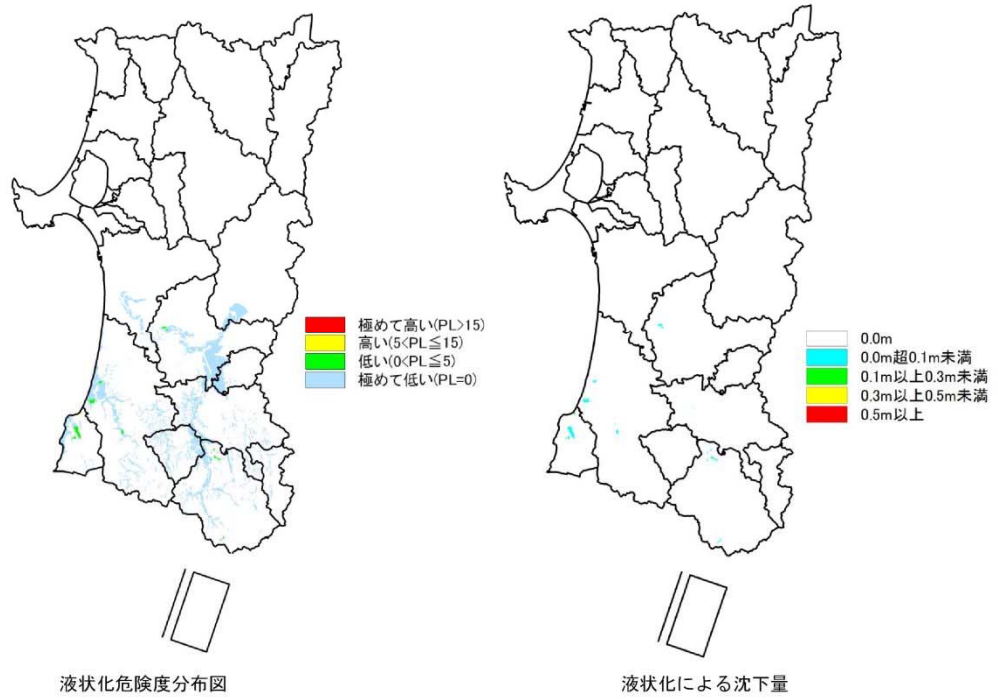 極めて高い(PL>15)
高い(5<PL≦15)
低い(0<PL≦5)
極めて低い(PL=0)
0.0m
0.0m超0.1m未満
0.1m以上0.3m未満
0.3m以上0.5m未満
0.5m以上
液状化危険度分布図
液状化による沈下量